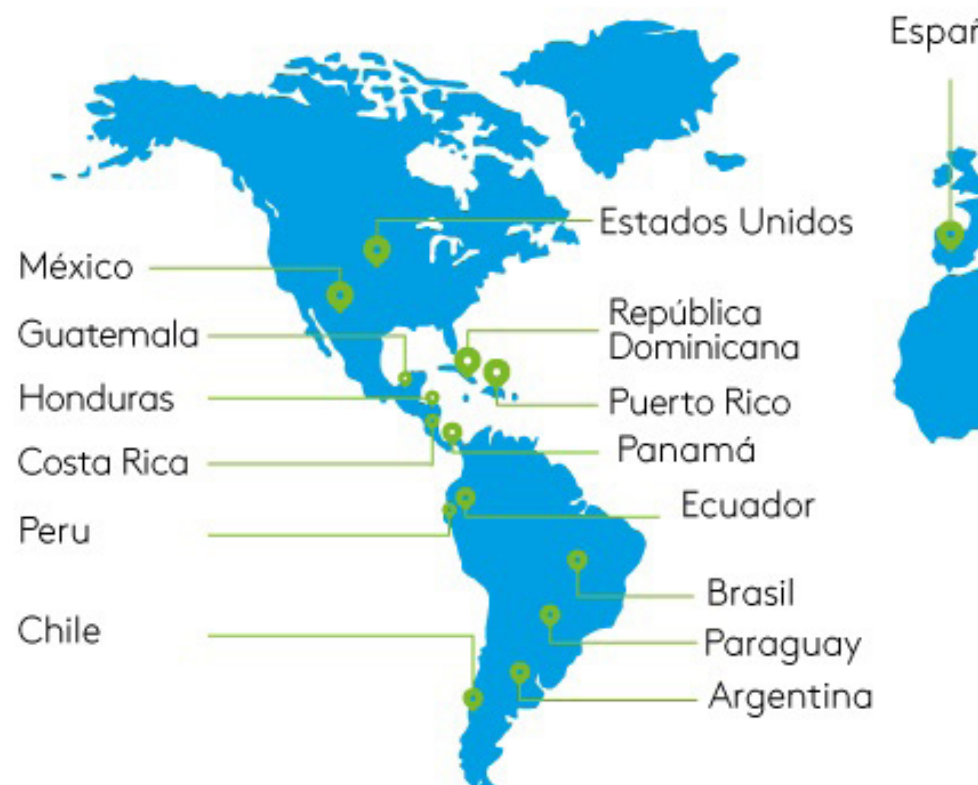 Estados Unidos
México
Guatemala
Honduras
Costa Rica
Peru
Chile
República
Dominicana
Puerto Rico
Panamá
Ecuador
Brasil
Paraguay
Argentina